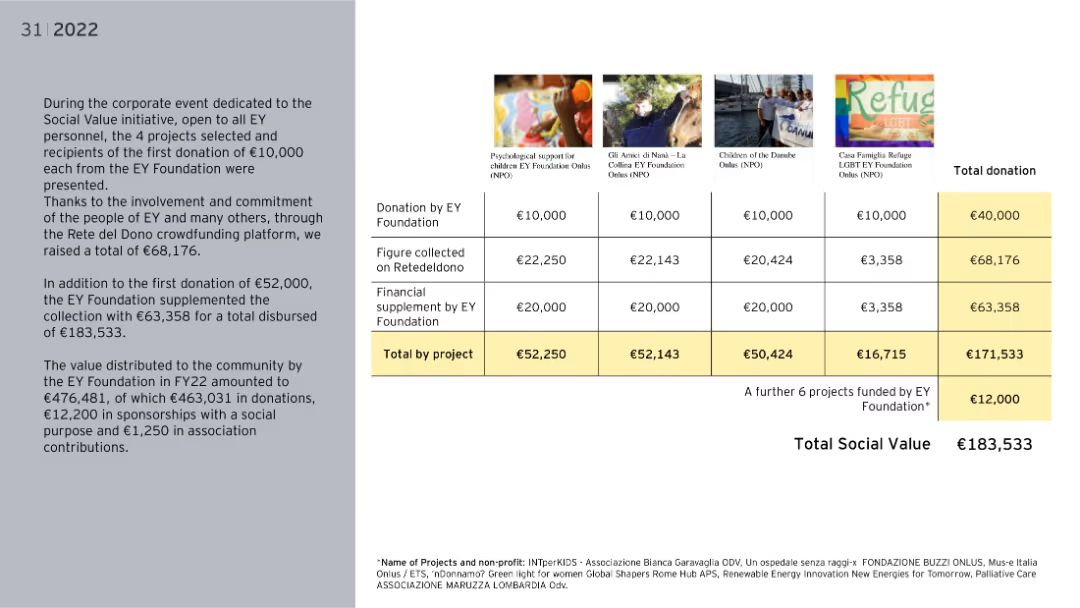 31 | 2022
During the corporate event dedicated to the
Social Value initiative, open to all EY
personnel, the 4 projects selected and
recipients of the first donation of €10,000
each from the EY Foundation were
presented.
Thanks to the involvement and commitment
of the people of EY and many others, through
the Rete del Dono crowdfunding platform, we
raised a total of €68,176.
In addition to the first donation of €52,000,
the EY Foundation supplemented the
collection with €63,358 for a total disbursed
of €183,533.
The value distributed to the community by
the EY Foundation in FY22 amounted to
€476,481, of which €463,031 in donations,
€12,200 in sponsorships with a social
purpose and €1,250 in association
contributions.
Refug
LGBT
Psychological support for
children EY Foundation Onlus
(NPO)
Gli Amici di Nanà – La
Collina EY Foundation
Onlus (NPO
Children of the Danube
Onlus (NPO)
Casa Famiglia Refuge
LGBT EY Foundation
Onlus (NPO)
Total donation
Donation by EY
Foundation
€10,000 €10,000 €10,000 €10,000 €40,000
Figure collected
on Retedeldono
€22,250 €22,143 €20,424 €3,358 €68,176
Financial
supplement by EY
Foundation
€20,000 €20,000 €20,000 €3,358 €63,358
Total by project €52,250 €52,143 €50,424 €16,715 €171,533
A further 6 projects funded by EY
Foundation*
€12,000
Total Social Value €183,533
*Name of Projects and non-profit: INTperKIDS - Associazione Bianca Garavaglia ODV, Un ospedale senza raggi-x FONDAZIONE BUZZI ONLUS, Mus-e Italia
Onlus / ETS, 'nDonnamo? Green light for women Global Shapers Rome Hub APS, Renewable Energy Innovation New Energies for Tomorrow, Palliative Care
ASSOCIAZIONE MARUZZA LOMBARDIA Odv.